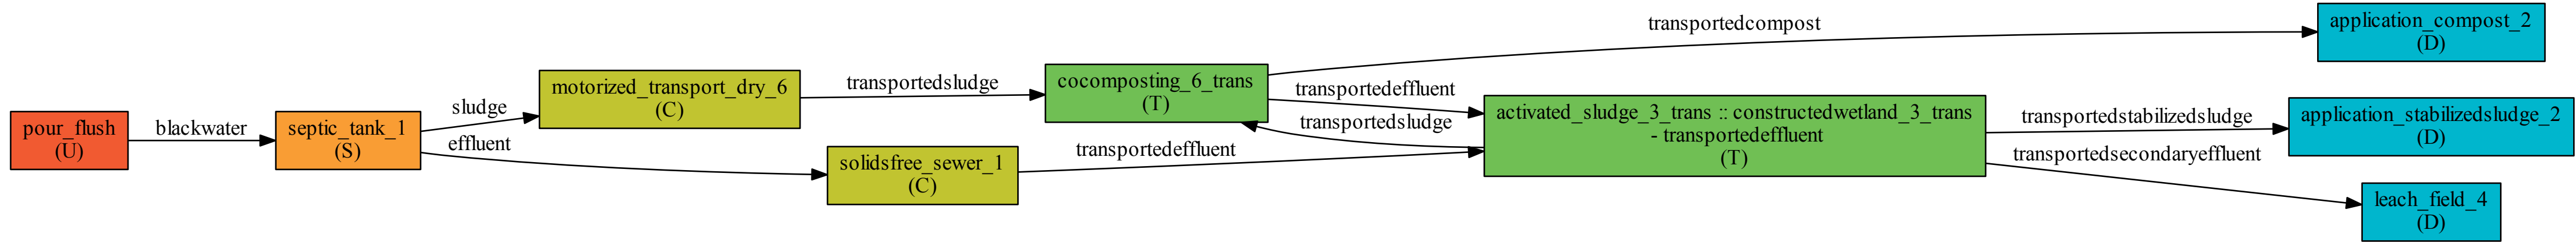 pour_flush
(U)
blackwater
septic_tank_1
(S)
sludge
effluent
motorized_transport_dry_6
(C)
solidsfree_sewer_1
(C)
transportedsludge
transportedeffluent
cocomposting_6_trans
(T)
transportedcompost
transportedeffluent
transportedsludge
activated_sludge_3_trans :: constructedwetland_3_trans
- transportedeffluent
(T)
transportedstabilizedsludge
transportedsecondaryeffluent
application_compost_2
(D)
application_stabilizedsludge_2
(D)
leach_field_4
(D)